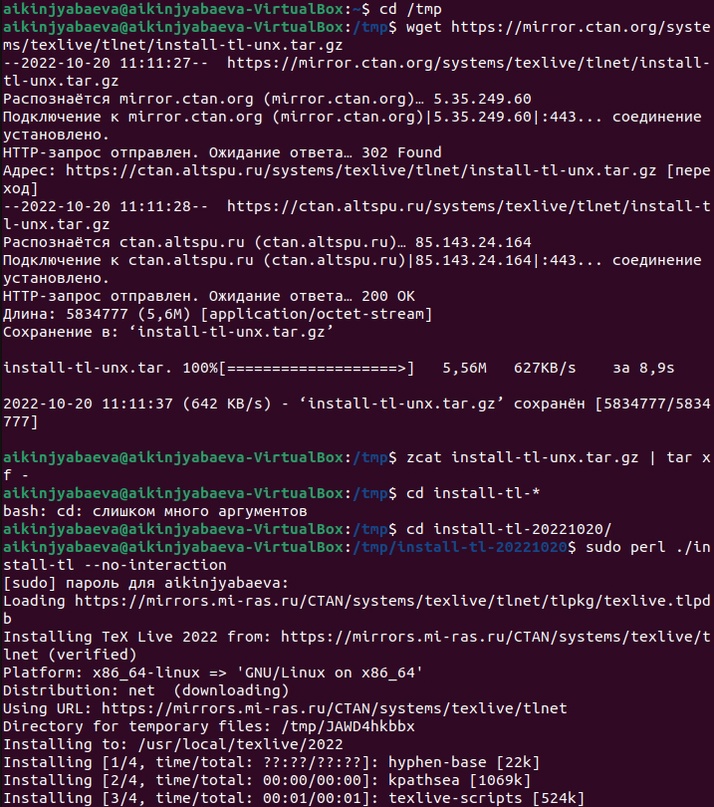 aikinjyabaeva@aikinjyabaeva-VirtualBox:~$ cd /tmp
aikinjyabaeva@aikinjyabaeva-VirtualBox:/tmp$ wget https://mirror.ctan.org/syste
ms/texlive/tlnet/install-tl-unx.tar.gz
--2022-10-20 11:11:27--  https://mirror.ctan.org/systems/texlive/tlnet/install-
tl-unx.tar.gz
Распознаётся mirror.ctan.org (mirror.ctan.org)… 5.35.249.60
Подключение к mirror.ctan.org (mirror.ctan.org)|5.35.249.60|:443... соединение
установлено.
HTTP-запрос отправлен. Ожидание ответа… 302 Found
Адрес: https://ctan.altspu.ru/systems/texlive/tlnet/install-tl-unx.tar.gz [пере
ход]
--2022-10-20 11:11:28--  https://ctan.altspu.ru/systems/texlive/tlnet/install-t
l-unx.tar.gz
Распознаётся ctan.altspu.ru (ctan.altspu.ru)… 85.143.24.164
Подключение к ctan.altspu.ru (ctan.altspu.ru)|85.143.24.164|:443... соединение
установлено.
HTTP-запрос отправлен. Ожидание ответа… 200 OK
Длина: 5834777 (5,6M) [application/octet-stream]
Сохранение в: ‘install-tl-unx.tar.gz’
install-tl-unx.tar. 100%[===================>]   5,56M   627KB/s    за 8,9s
2022-10-20 11:11:37 (642 KB/s) - ‘install-tl-unx.tar.gz’ сохранён [5834777/5834
777]
aikinjyabaeva@aikinjyabaeva-VirtualBox:/tmp$ zcat install-tl-unx.tar.gz | tar x
f -
aikinjyabaeva@aikinjyabaeva-VirtualBox:/tmp$ cd install-tl-*
bash: cd: слишком много аргументов
aikinjyabaeva@aikinjyabaeva-VirtualBox:/tmp$ cd install-tl-20221020/
aikinjyabaeva@aikinjyabaeva-VirtualBox:/tmp/install-tl-20221020$ sudo perl ./in
stall-tl --no-interaction
[sudo] пароль для aikinjyabaeva:
Loading https://mirrors.mi-ras.ru/CTAN/systems/texlive/tlnet/tlpkg/texlive.tlpd
b
Installing TeX Live 2022 from: https://mirrors.mi-ras.ru/CTAN/systems/texlive/t
lnet (verified)
Platform: x86_64-linux => 'GNU/Linux on x86_64'
Distribution: net  (downloading)
Using URL: https://mirrors.mi-ras.ru/CTAN/systems/texlive/tlnet
Directory for temporary files: /tmp/JAWD4hkbbx
Installing to: /usr/local/texlive/2022
Installing [1/4, time/total: ??:??/??:??]: hyphen-base [22k]
Installing [2/4, time/total: 00:00/00:00]: kpathsea [1069k]
Installing [3/4, time/total: 00:01/00:01]: texlive-scripts [524k]